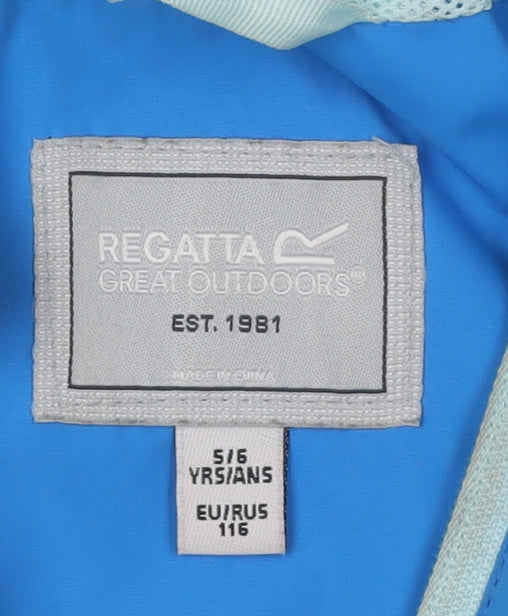 REGATTA R
GREAT OUTDOORS®
EST. 1981
MADE IN CHINA
5/6
YRS/ANS
EU/RUS
116